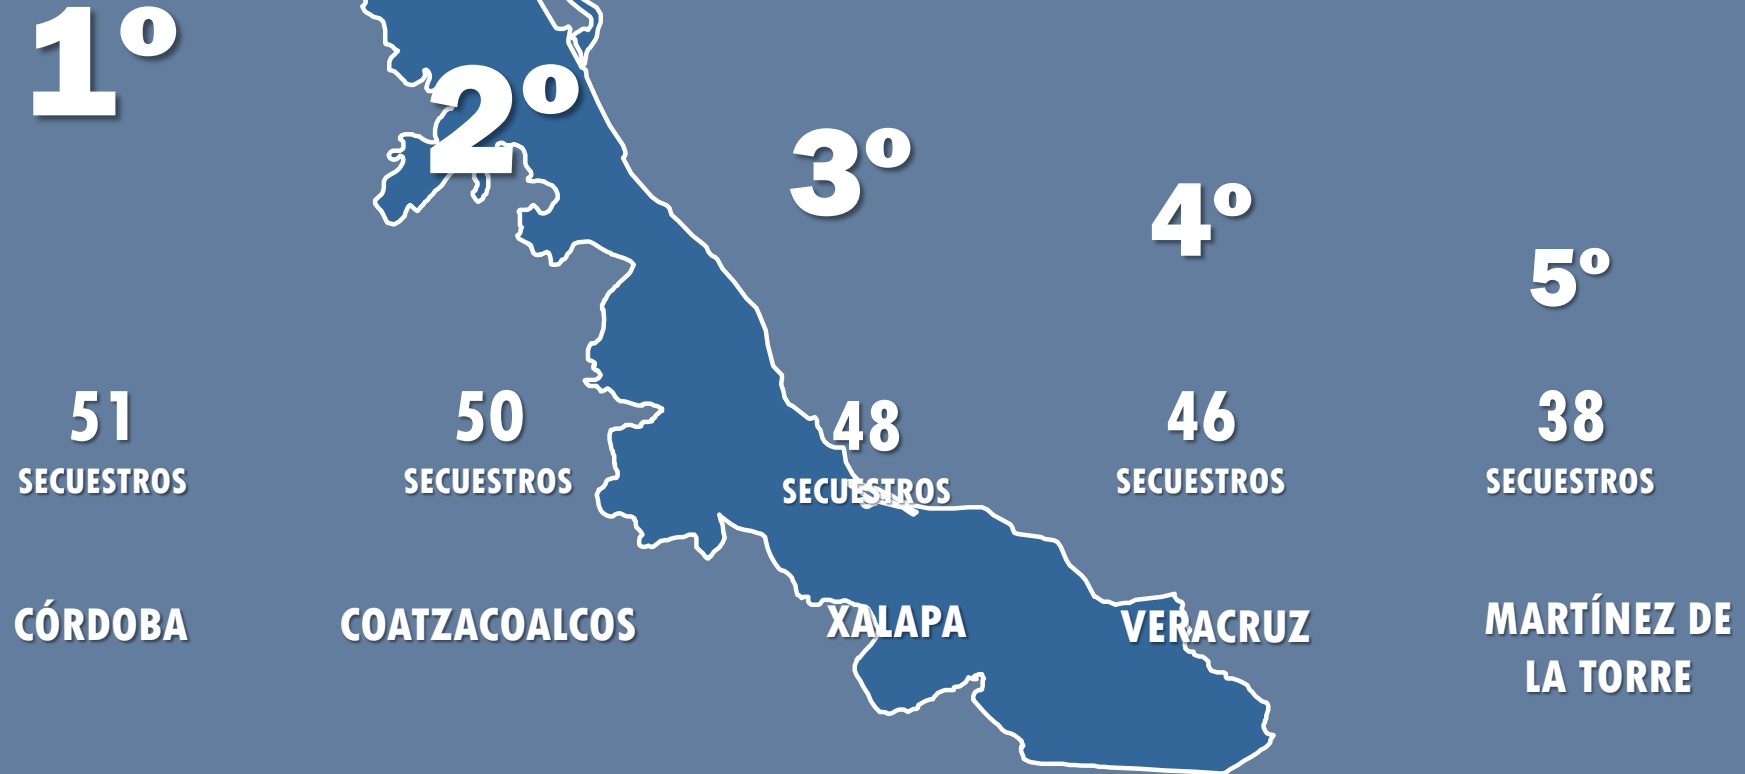 1º
2º
3º
4º
5º
51
SECUESTROS
50
SECUESTROS
48
SECUESTROS
46
SECUESTROS
38
SECUESTROS
CÓRDOBA
COATZACOALCOS
XALAPA
VERACRUZ
MARTÍNEZ DE
LA TORRE